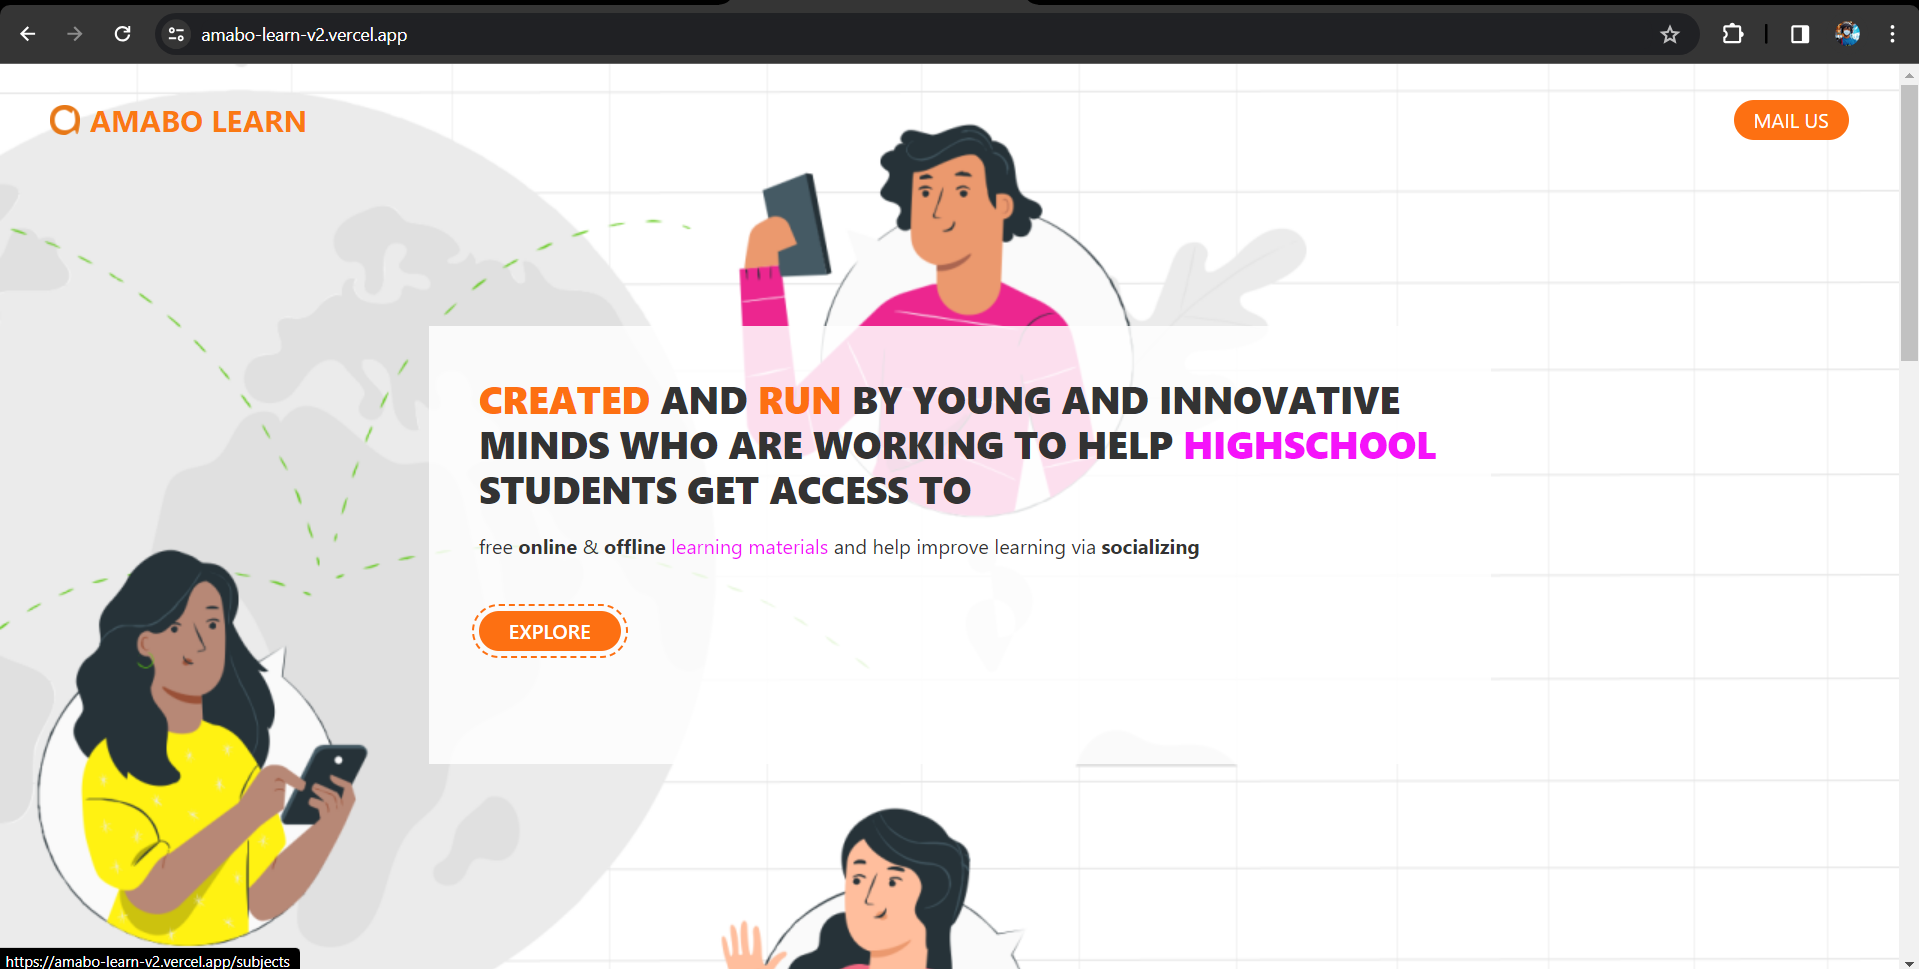 amabo-learn-v2.vercel.app
AMABO LEARN
MAIL US
CREATED AND RUN BY YOUNG AND INNOVATIVE
MINDS WHO ARE WORKING TO HELP HIGHSCHOOL
STUDENTS GET ACCESS TO
free online & offline learning materials and help improve learning via socializing
EXPLORE
https://amabo-learn-v2.vercel.app/subjects